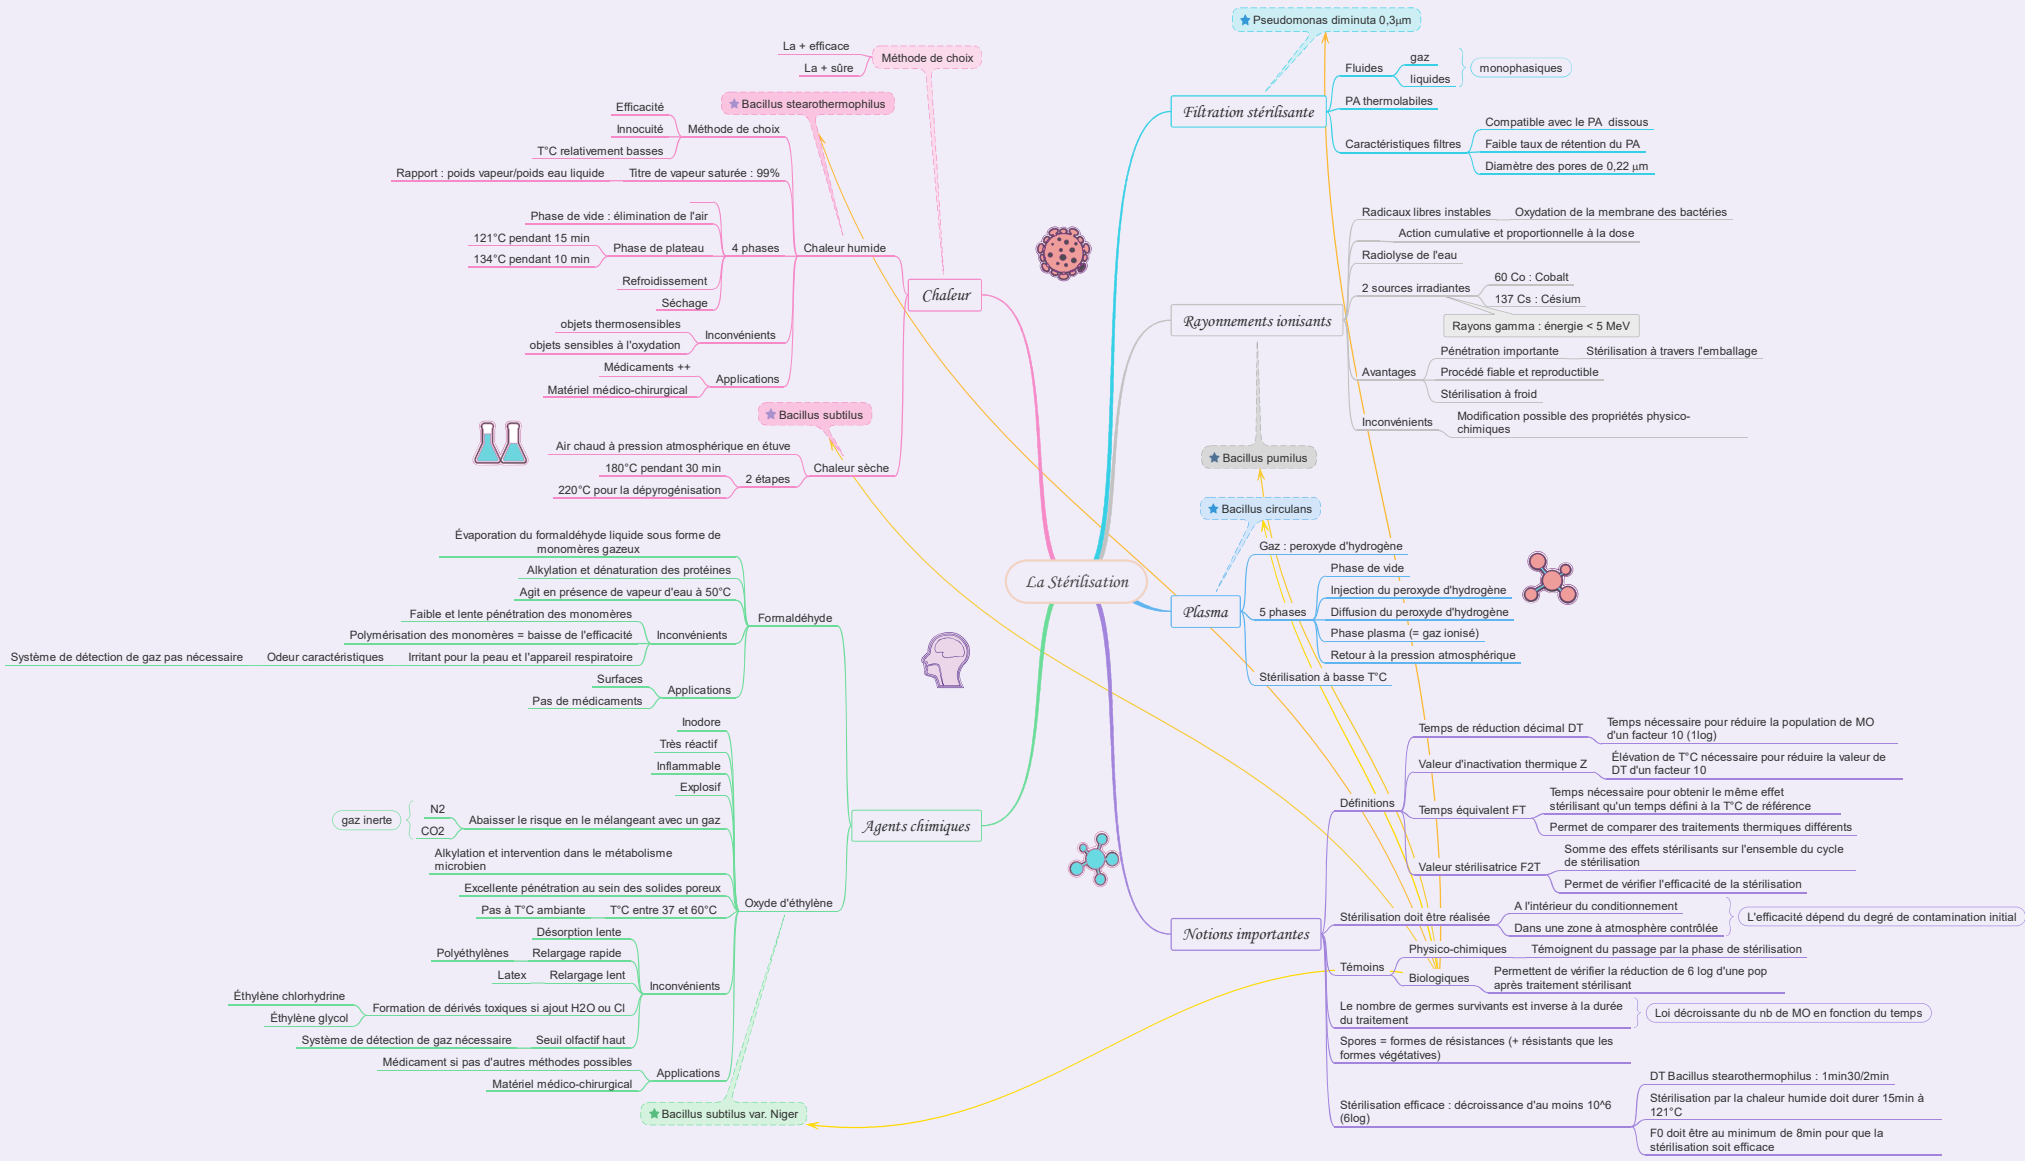 La Stérilisation
Chaleur
Méthode de choix
La + efficace
La + sûre
Chaleur humide
Bacillus stearothermophilus
Méthode de choix
Efficacité
Innocuité
T°C relativement basses
Titre de vapeur saturée : 99%
Rapport : poids vapeur/poids eau liquide
4 phases
Phase de vide : élimination de l'air
Phase de plateau
121°C pendant 15 min
134°C pendant 10 min
Refroidissement
Séchage
Inconvénients
objets thermosensibles
objets sensibles à l'oxydation
Applications
Médicaments ++
Matériel médico-chirurgical
Chaleur sèche
Bacillus subtilus
Air chaud à pression atmosphérique en étuve
2 étapes
180°C pendant 30 min
220°C pour la dépyrogénisation
Agents chimiques
Formaldéhyde
Évaporation du formaldéhyde liquide sous forme de
monomères gazeux
Alkylation et dénaturation des protéines
Agit en présence de vapeur d'eau à 50°C
Inconvénients
Faible et lente pénétration des monomères
Polymérisation des monomères = baisse de l'efficacité
Irritant pour la peau et l'appareil respiratoire
Odeur caractéristiques
Système de détection de gaz pas nécessaire
Applications
Surfaces
Pas de médicaments
Oxyde d'éthylène
Inodore
Très réactif
Inflammable
Explosif
Abaisser le risque en le mélangeant avec un gaz
N2
CO2
gaz inerte
Alkylation et intervention dans le métabolisme
microbien
Excellente pénétration au sein des solides poreux
T°C entre 37 et 60°C
Pas à T°C ambiante
Inconvénients
Désorption lente
Relargage rapide
Polyéthylènes
Relargage lent
Latex
Formation de dérivés toxiques si ajout H2O ou Cl
Éthylène chlorhydrine
Éthylène glycol
Seuil olfactif haut
Système de détection de gaz nécessaire
Applications
Médicament si pas d'autres méthodes possibles
Matériel médico-chirurgical
Bacillus subtilus var. Niger
Filtration stérilisante
Pseudomonas diminuta 0,3µm
Fluides
gaz
liquides
monophasiques
PA thermolabiles
Caractéristiques filtres
Compatible avec le PA dissous
Faible taux de rétention du PA
Diamètre des pores de 0,22 µm
Rayonnements ionisants
Radicaux libres instables
Oxydation de la membrane des bactéries
Action cumulative et proportionnelle à la dose
Radiolyse de l'eau
2 sources irradiantes
60 Co : Cobalt
137 Cs : Césium
Rayons gamma : énergie < 5 MeV
Avantages
Pénétration importante
Stérilisation à travers l'emballage
Procédé fiable et reproductible
Stérilisation à froid
Inconvénients
Modification possible des propriétés physico-
chimiques
Bacillus pumilus
Plasma
Bacillus circulans
Gaz : peroxyde d'hydrogène
5 phases
Phase de vide
Injection du peroxyde d'hydrogène
Diffusion du peroxyde d'hydrogène
Phase plasma (= gaz ionisé)
Retour à la pression atmosphérique
Stérilisation à basse T°C
Notions importantes
Définitions
Temps de réduction décimal DT
Temps nécessaire pour réduire la population de MO
d'un facteur 10 (1log)
Valeur d'inactivation thermique Z
Élévation de T°C nécessaire pour réduire la valeur de
DT d'un facteur 10
Temps équivalent FT
Temps nécessaire pour obtenir le même effet
stérilisant qu'un temps défini à la T°C de référence
Permet de comparer des traitements thermiques différents
Valeur stérilisatrice F2T
Somme des effets stérilisants sur l'ensemble du cycle
de stérilisation
Permet de vérifier l'efficacité de la stérilisation
Stérilisation doit être réalisée
A l'intérieur du conditionnement
Dans une zone à atmosphère contrôlée
L'efficacité dépend du degré de contamination initial
Témoins
Physico-chimiques
Témoignent du passage par la phase de stérilisation
Biologiques
Permettent de vérifier la réduction de 6 log d'une pop
après traitement stérilisant
Le nombre de germes survivants est inverse à la durée
du traitement
Loi décroissante du nb de MO en fonction du temps
Spores = formes de résistances (+ résistants que les
formes végétatives)
Stérilisation efficace : décroissance d'au moins 10^6
(6log)
DT Bacillus stearothermophilus : 1min30/2min
Stérilisation par la chaleur humide doit durer 15min à
121°C
F0 doit être au minimum de 8min pour que la
stérilisation soit efficace